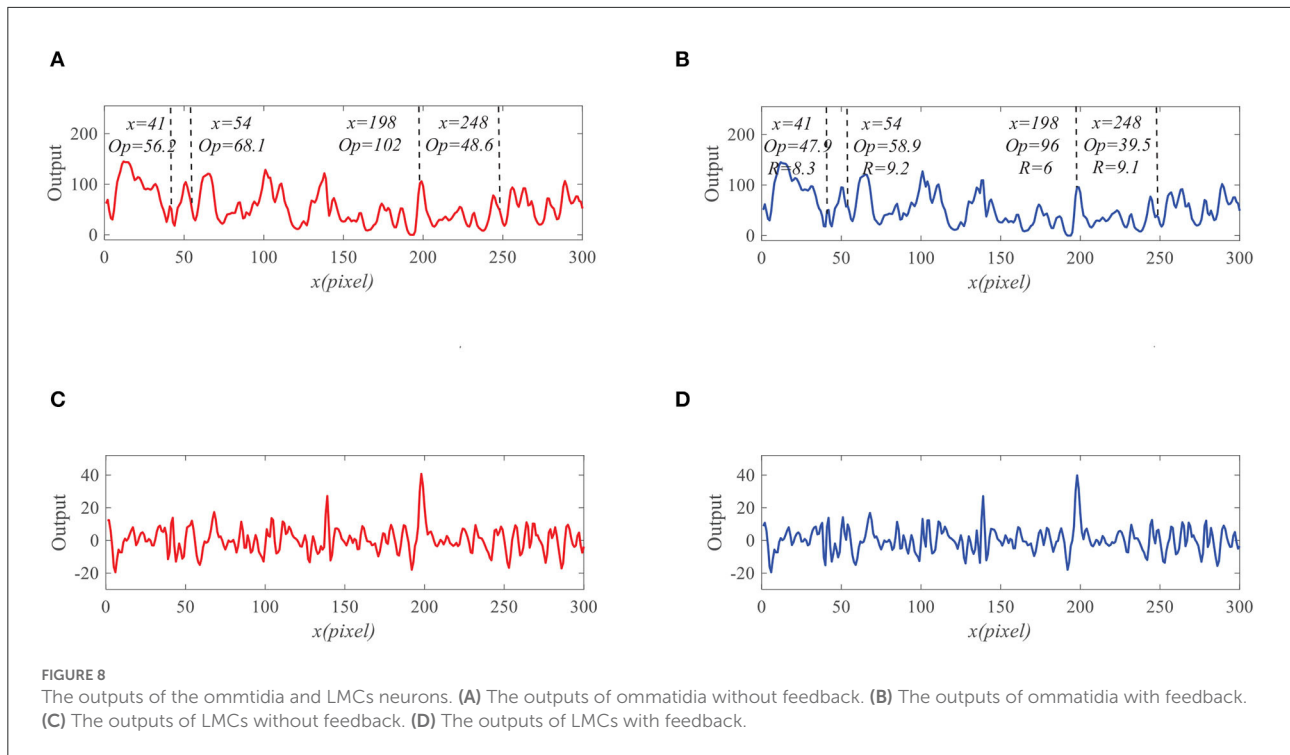 A
x=41
Op=56.2
x=54
Op=68.1
x=198
Op=102
x=248
Op=48.6
200
100
0
Output
0 50 100 150 200 250 300
x(pixel)
B
x=41
Op=47.9
R=8.3
x=54
Op=58.9
R=9.2
x=198
Op=96
R=6
x=248
Op=39.5
R=9.1
200
100
0
Output
0 50 100 150 200 250 300
x(pixel)
C
40
20
0
-20
Output
0 50 100 150 200 250 300
x(pixel)
D
40
20
0
-20
Output
0 50 100 150 200 250 300
x(pixel)
FIGURE 8
The outputs of the ommtidia and LMCs neurons. (A) The outputs of ommatidia without feedback. (B) The outputs of ommatidia with feedback.
(C) The outputs of LMCs without feedback. (D) The outputs of LMCs with feedback.